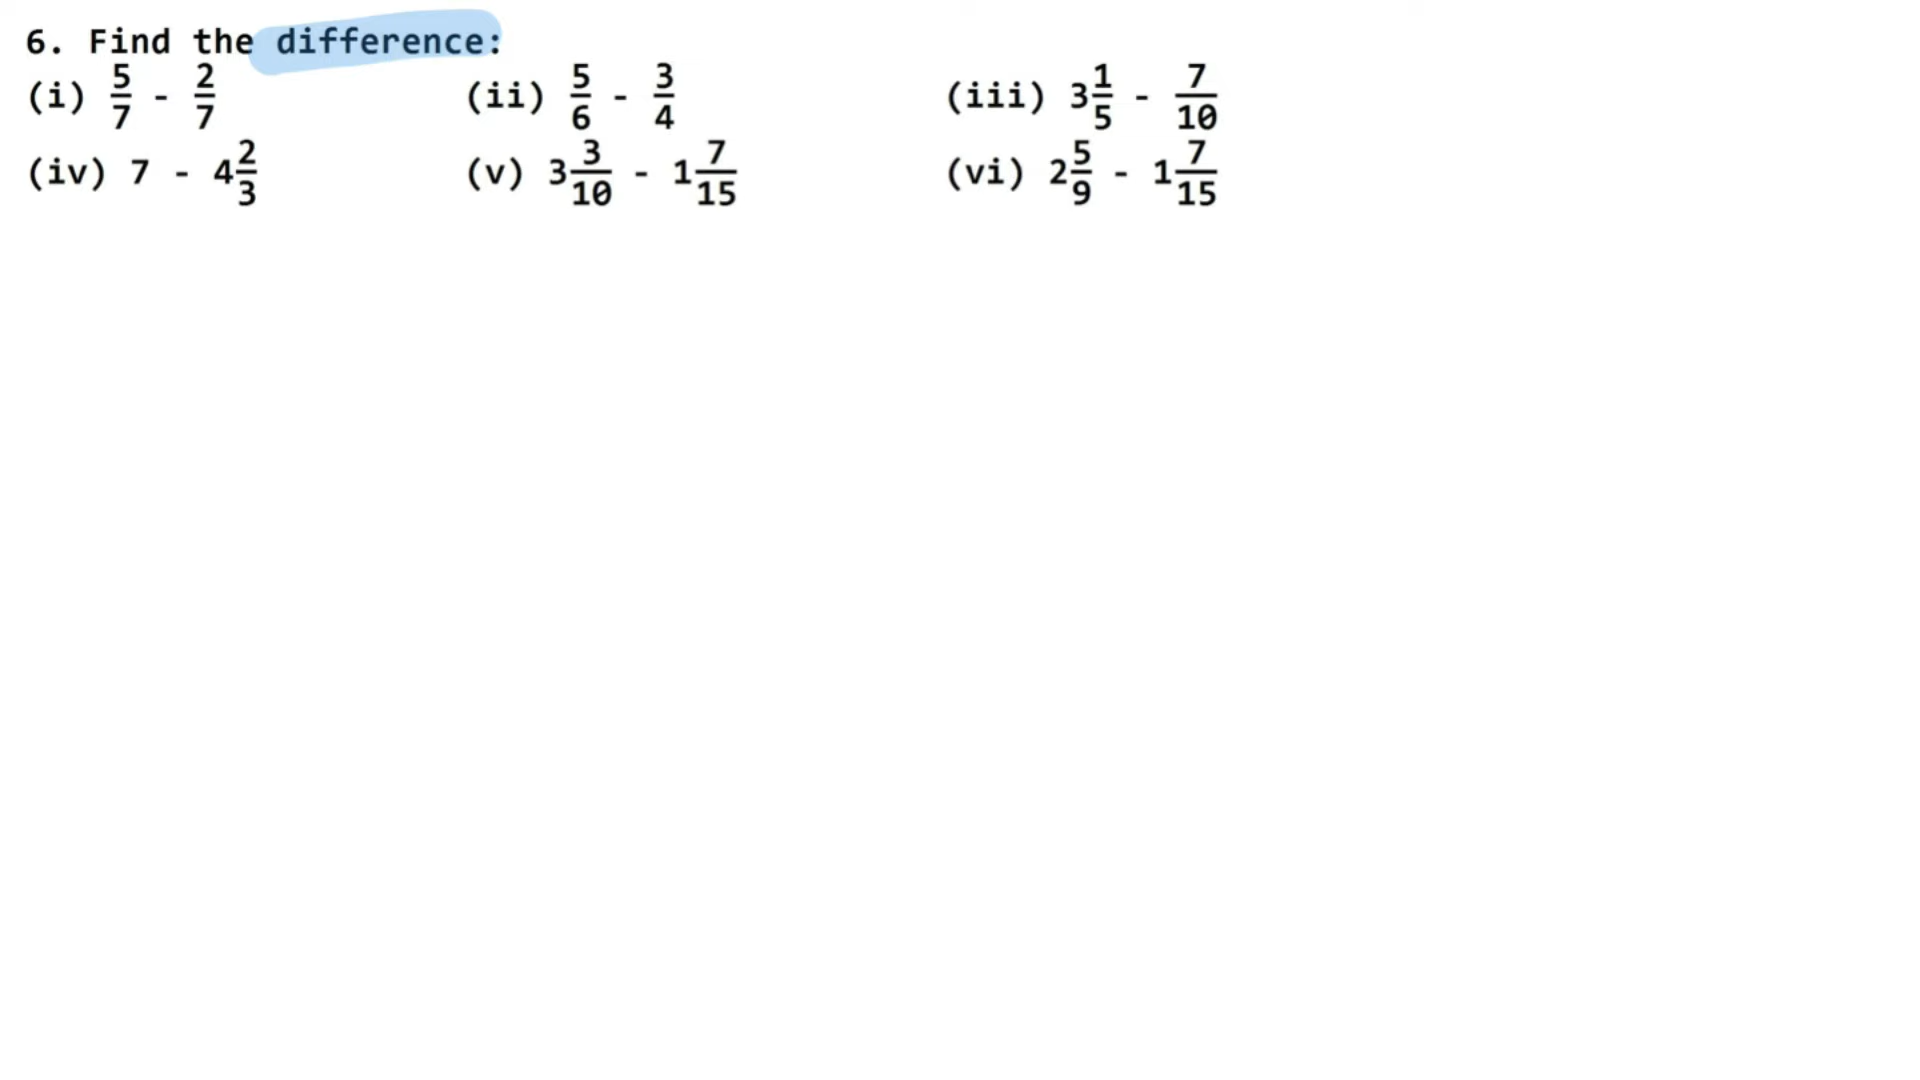 6. Find the difference:
(i) 5/7 - 2/7 (ii) 5/6 - 3/4 (iii) 3 1/5 - 7/10
(iv) 7 - 4 2/3 (v) 3 3/10 - 1 7/15 (vi) 2 5/9 - 1 7/15